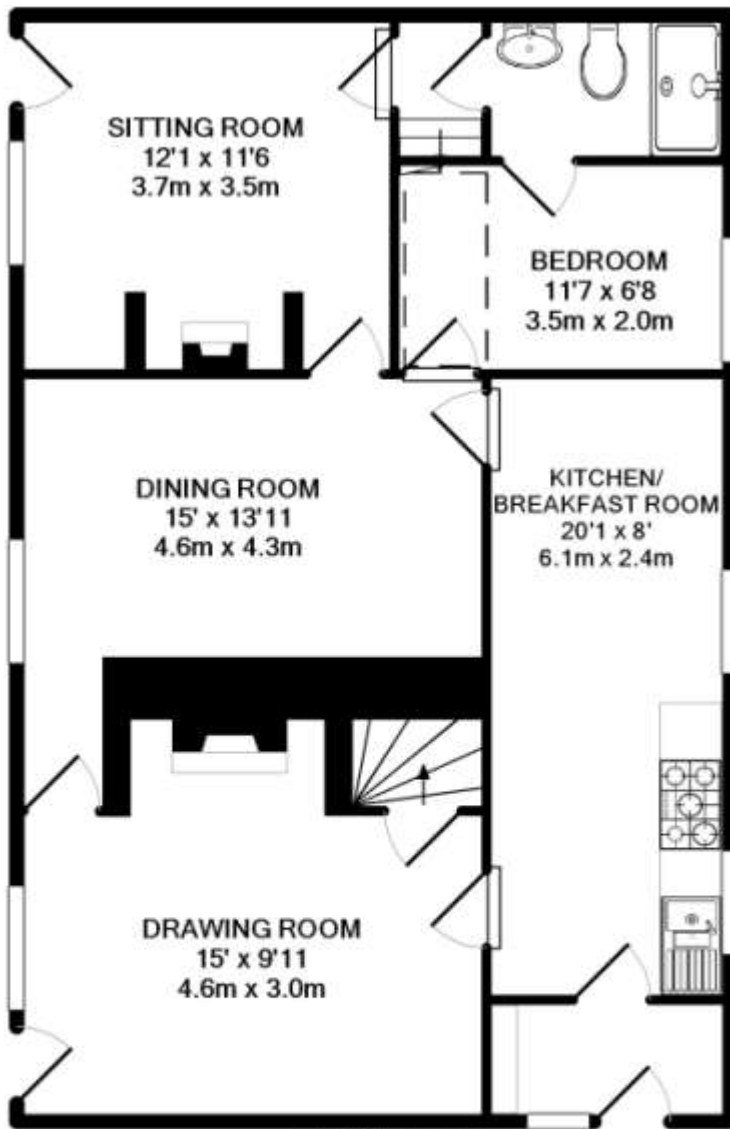 SITTING ROOM
12'1 x 11'6
3.7m x 3.5m
BEDROOM
11'7 x 6'8
3.5m x 2.0m
DINING ROOM
15' x 13'11
4.6m x 4.3m
KITCHEN/
BREAKFAST ROOM
20'1 x 8'
6.1m x 2.4m
DRAWING ROOM
15' x 9'11
4.6m x 3.0m